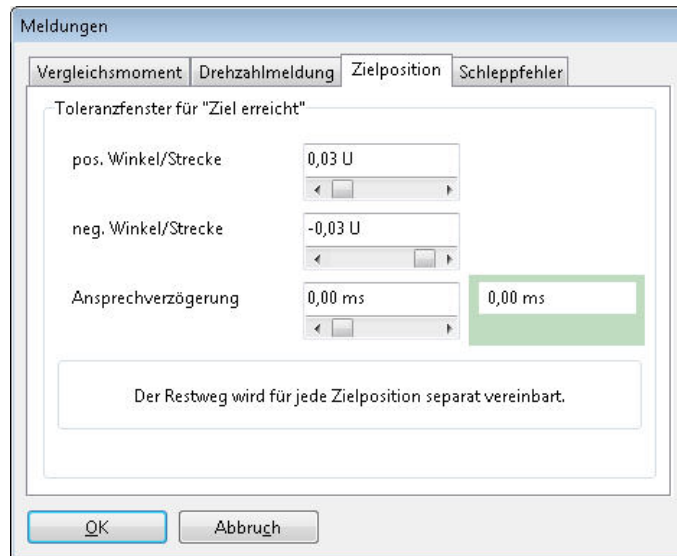 Meldungen
Vergleichsmoment Drehzahlmeldung Zielposition Schleppfehler
Toleranzfenster für "Ziel erreicht"
pos. Winkel/Strecke 0,03 U
neg. Winkel/Strecke -0,03 U
Ansprechverzögerung 0,00 ms 0,00 ms
Der Restweg wird für jede Zielposition separat vereinbart.
OK Abbruch